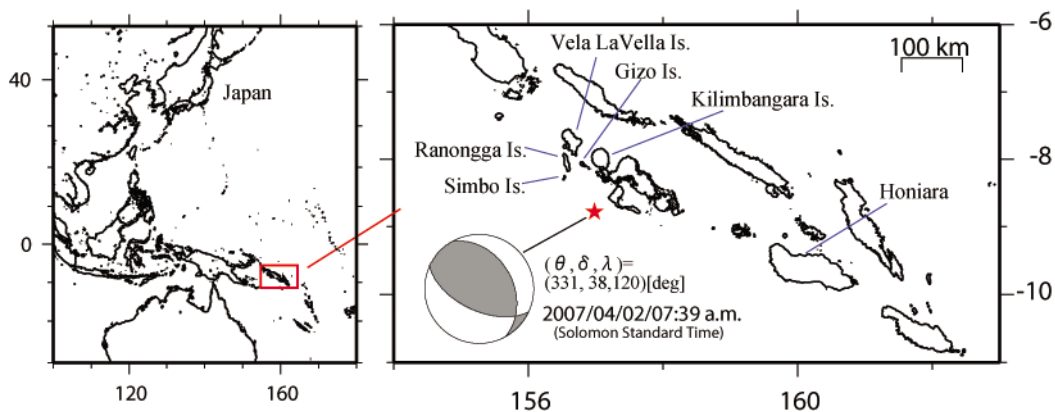 40
0
120
160
Japan
Vela LaVella Is.
Gizo Is.
Kilimbangara Is.
Ranongga Is.
Simbo Is.
Honiara
100 km
-6
-8
-10
156
160
(θ,δ,λ)=
(331, 38,120)[deg]
2007/04/02/07:39 a.m.
(Solomon Standard Time)